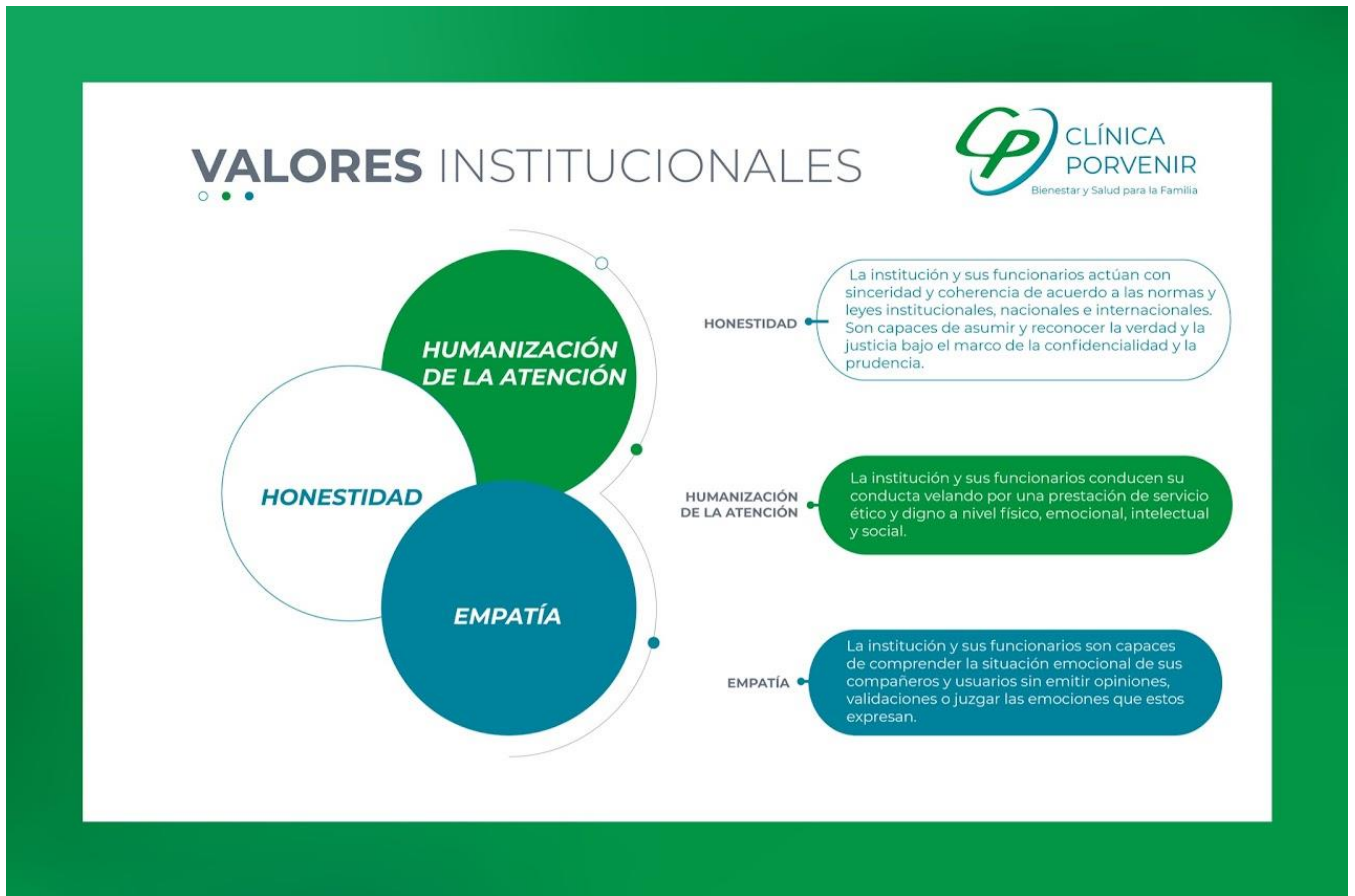 VALORES INSTITUCIONALES
CP
CLÍNICA
PORVENIR
Bienestar y Salud para la Familia
HUMANIZACIÓN
DE LA ATENCIÓN
HONESTIDAD
EMPATÍA
HONESTIDAD
La institución y sus funcionarios actúan con
sinceridad y coherencia de acuerdo a las normas y
leyes institucionales, nacionales e internacionales.
Son capaces de asumir y reconocer la verdad y la
justicia bajo el marco de la confidencialidad y la
prudencia.
HUMANIZACIÓN
DE LA ATENCIÓN
La institución y sus funcionarios conducen su
conducta velando por una prestación de servicio
ético y digno a nivel físico, emocional, intelectual
y social.
EMPATÍA
La institución y sus funcionarios son capaces
de comprender la situación emocional de sus
compañeros y usuarios sin emitir opiniones,
validaciones o juzgar las emociones que estos
expresan.